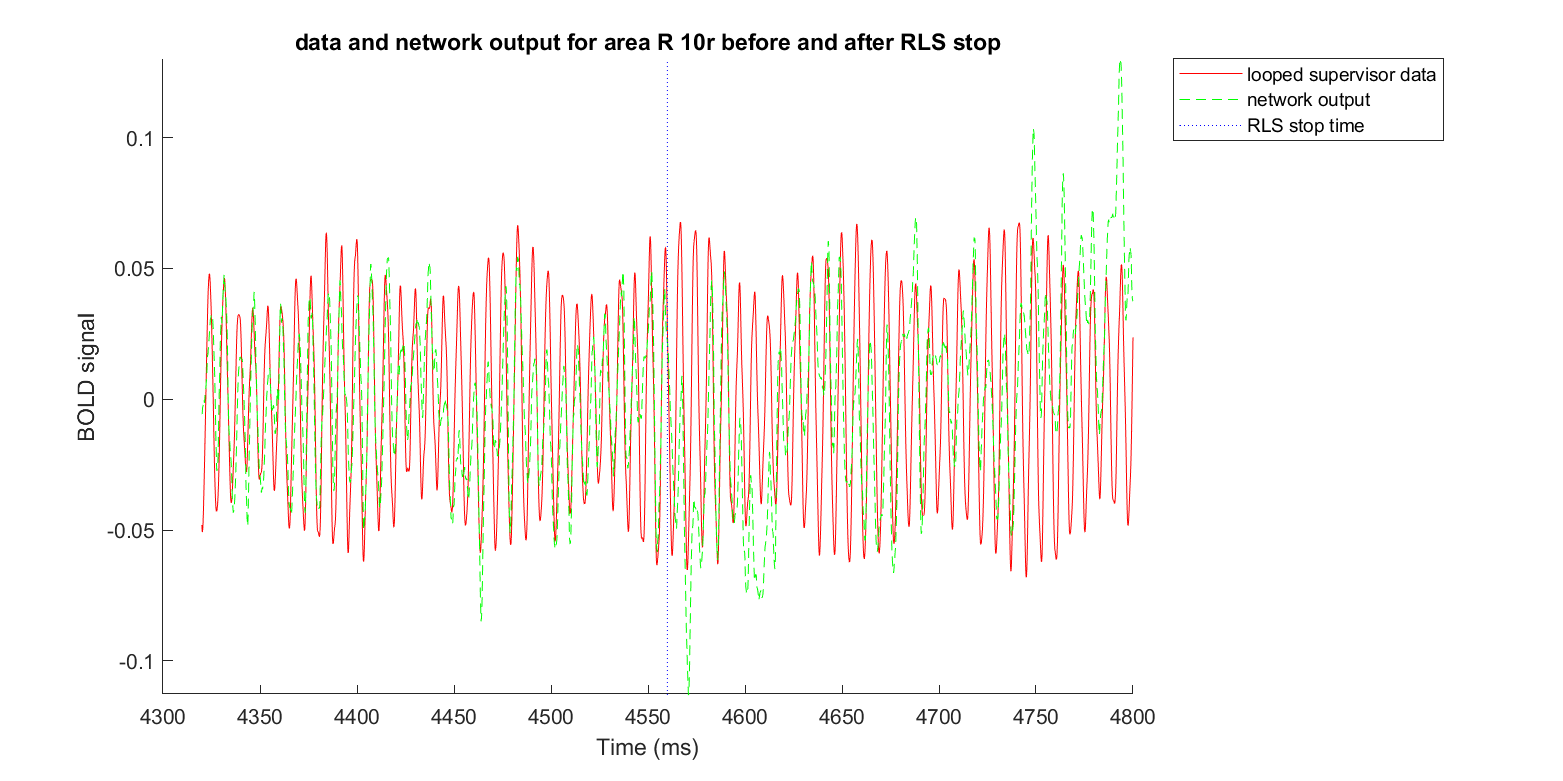 data and network output for area R 10r before and after RLS stop
looped supervisor data
network output
RLS stop time
0.1
0.05
0
-0.05
-0.1
BOLD signal
4300 4350 4400 4450 4500 4550 4600 4650 4700 4750 4800
Time (ms)